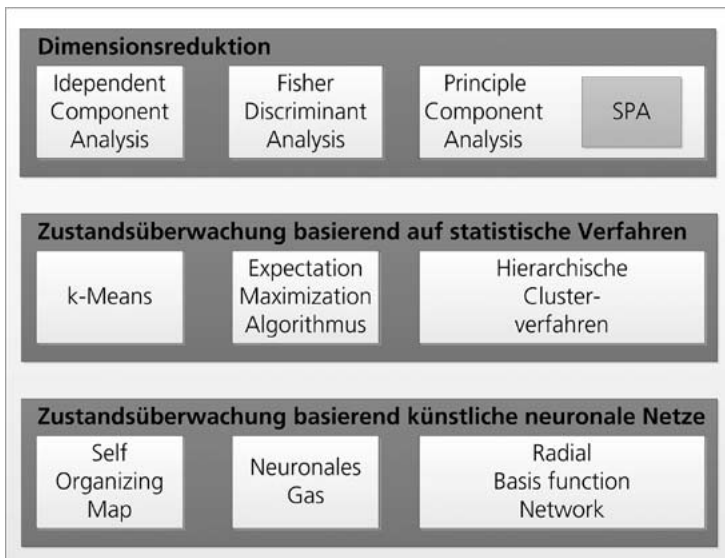 Dimensionsreduktion
Idependent
Component
Analysis
Fisher
Discriminant
Analysis
Principle
Component
Analysis
SPA
Zustandsüberwachung basierend auf statistische Verfahren
k-Means
Expectation
Maximization
Algorithmus
Hierarchische
Cluster-
verfahren
Zustandsüberwachung basierend künstliche neuronale Netze
Self
Organizing
Map
Neuronales
Gas
Radial
Basis function
Network